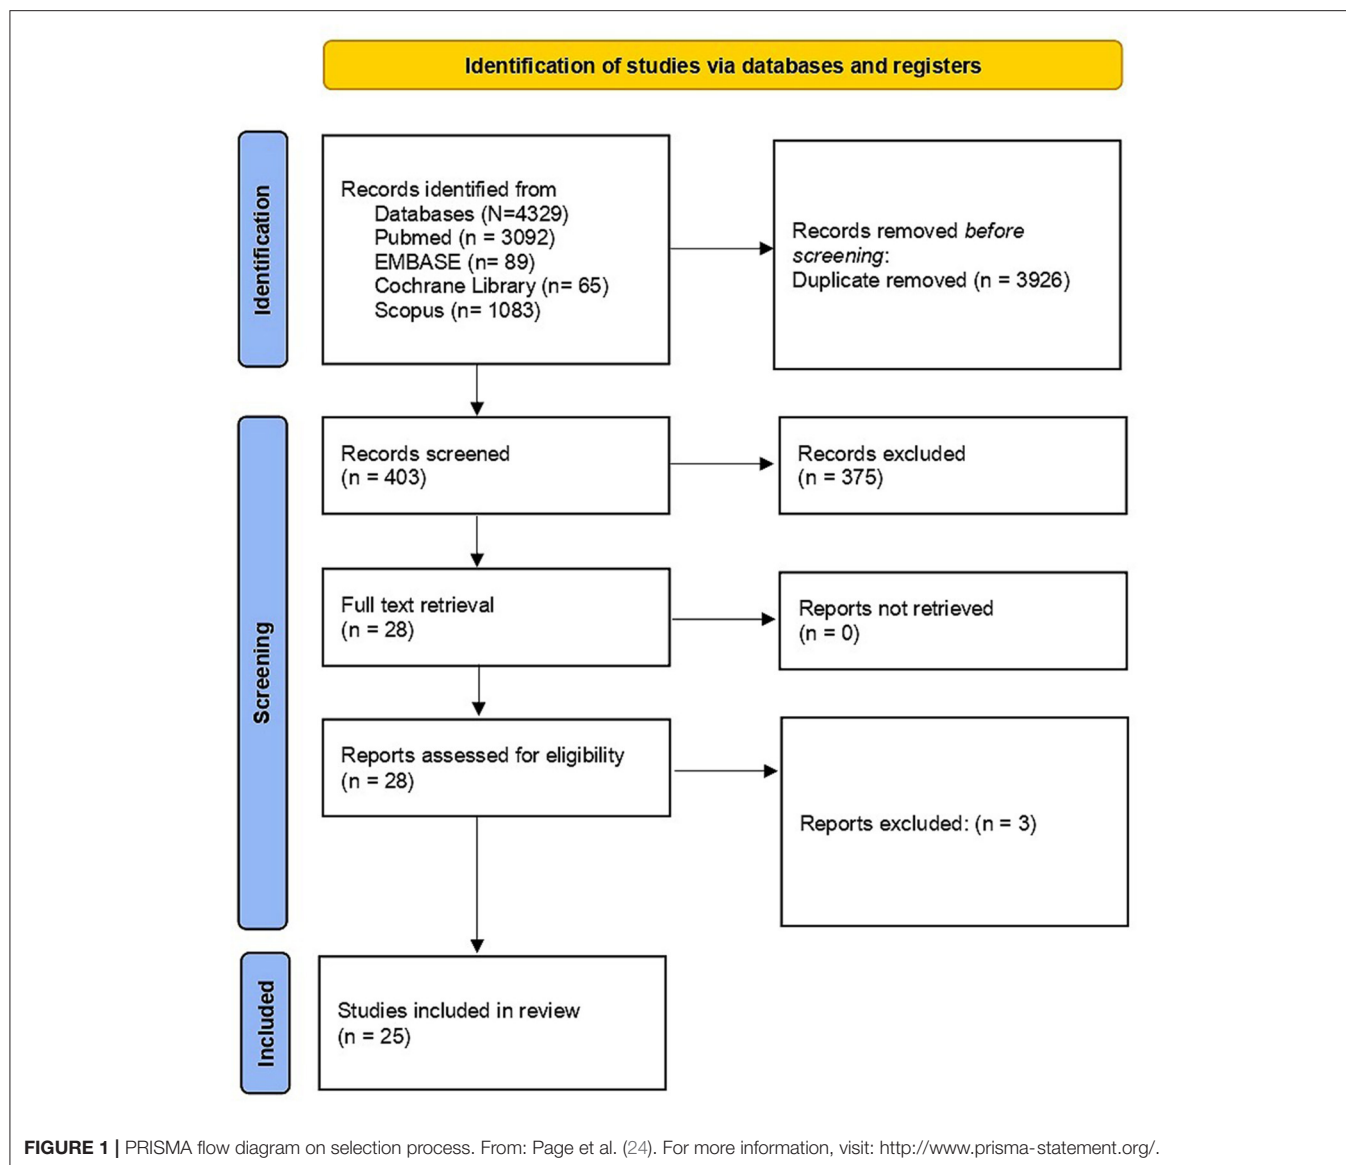 Identification of studies via databases and registers
Identification
Records identified from
Databases (N=4329)
Pubmed (n = 3092)
EMBASE (n= 89)
Cochrane Library (n= 65)
Scopus (n= 1083)
Records removed before
screening:
Duplicate removed (n = 3926)
Screening
Records screened
(n = 403)
Records excluded
(n = 375)
Full text retrieval
(n = 28)
Reports not retrieved
(n = 0)
Reports assessed for eligibility
(n = 28)
Reports excluded: (n = 3)
Included
Studies included in review
(n = 25)
FIGURE 1 | PRISMA flow diagram on selection process. From: Page et al. (24). For more information, visit: http://www.prisma-statement.org/.